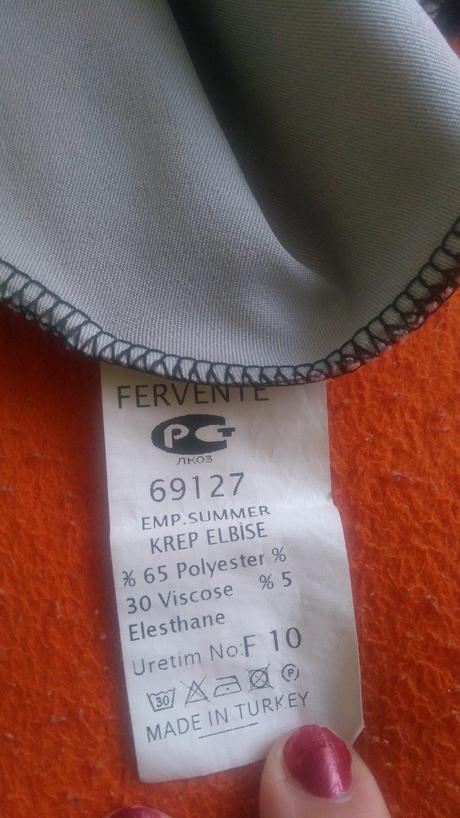 FERVENTE
РСТ
ЛК03
69127
EMP.SUMMER
KREP ELBİSE
% 65 Polyester %
30 Viscose % 5
Elesthane
Uretim No:F 10
30 P
MADE IN TURKEY